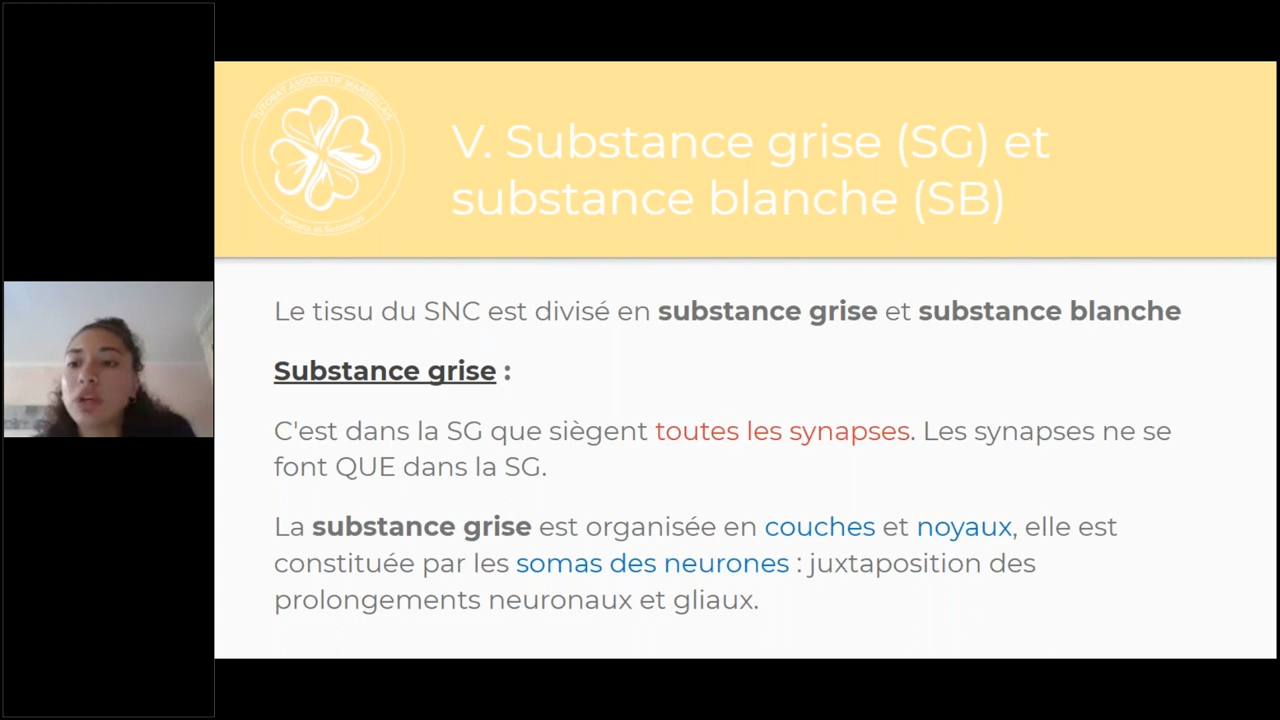 TUTORAT ASSOCIATIF MARSEILLAIS
V. Substance grise (SG) et
substance blanche (SB)
Le tissu du SNC est divisé en substance grise et substance blanche
Substance grise :
C'est dans la SG que siègent toutes les synapses. Les synapses ne se
font QUE dans la SG.
La substance grise est organisée en couches et noyaux, elle est
constituée par les somas des neurones : juxtaposition des
prolongements neuronaux et gliaux.